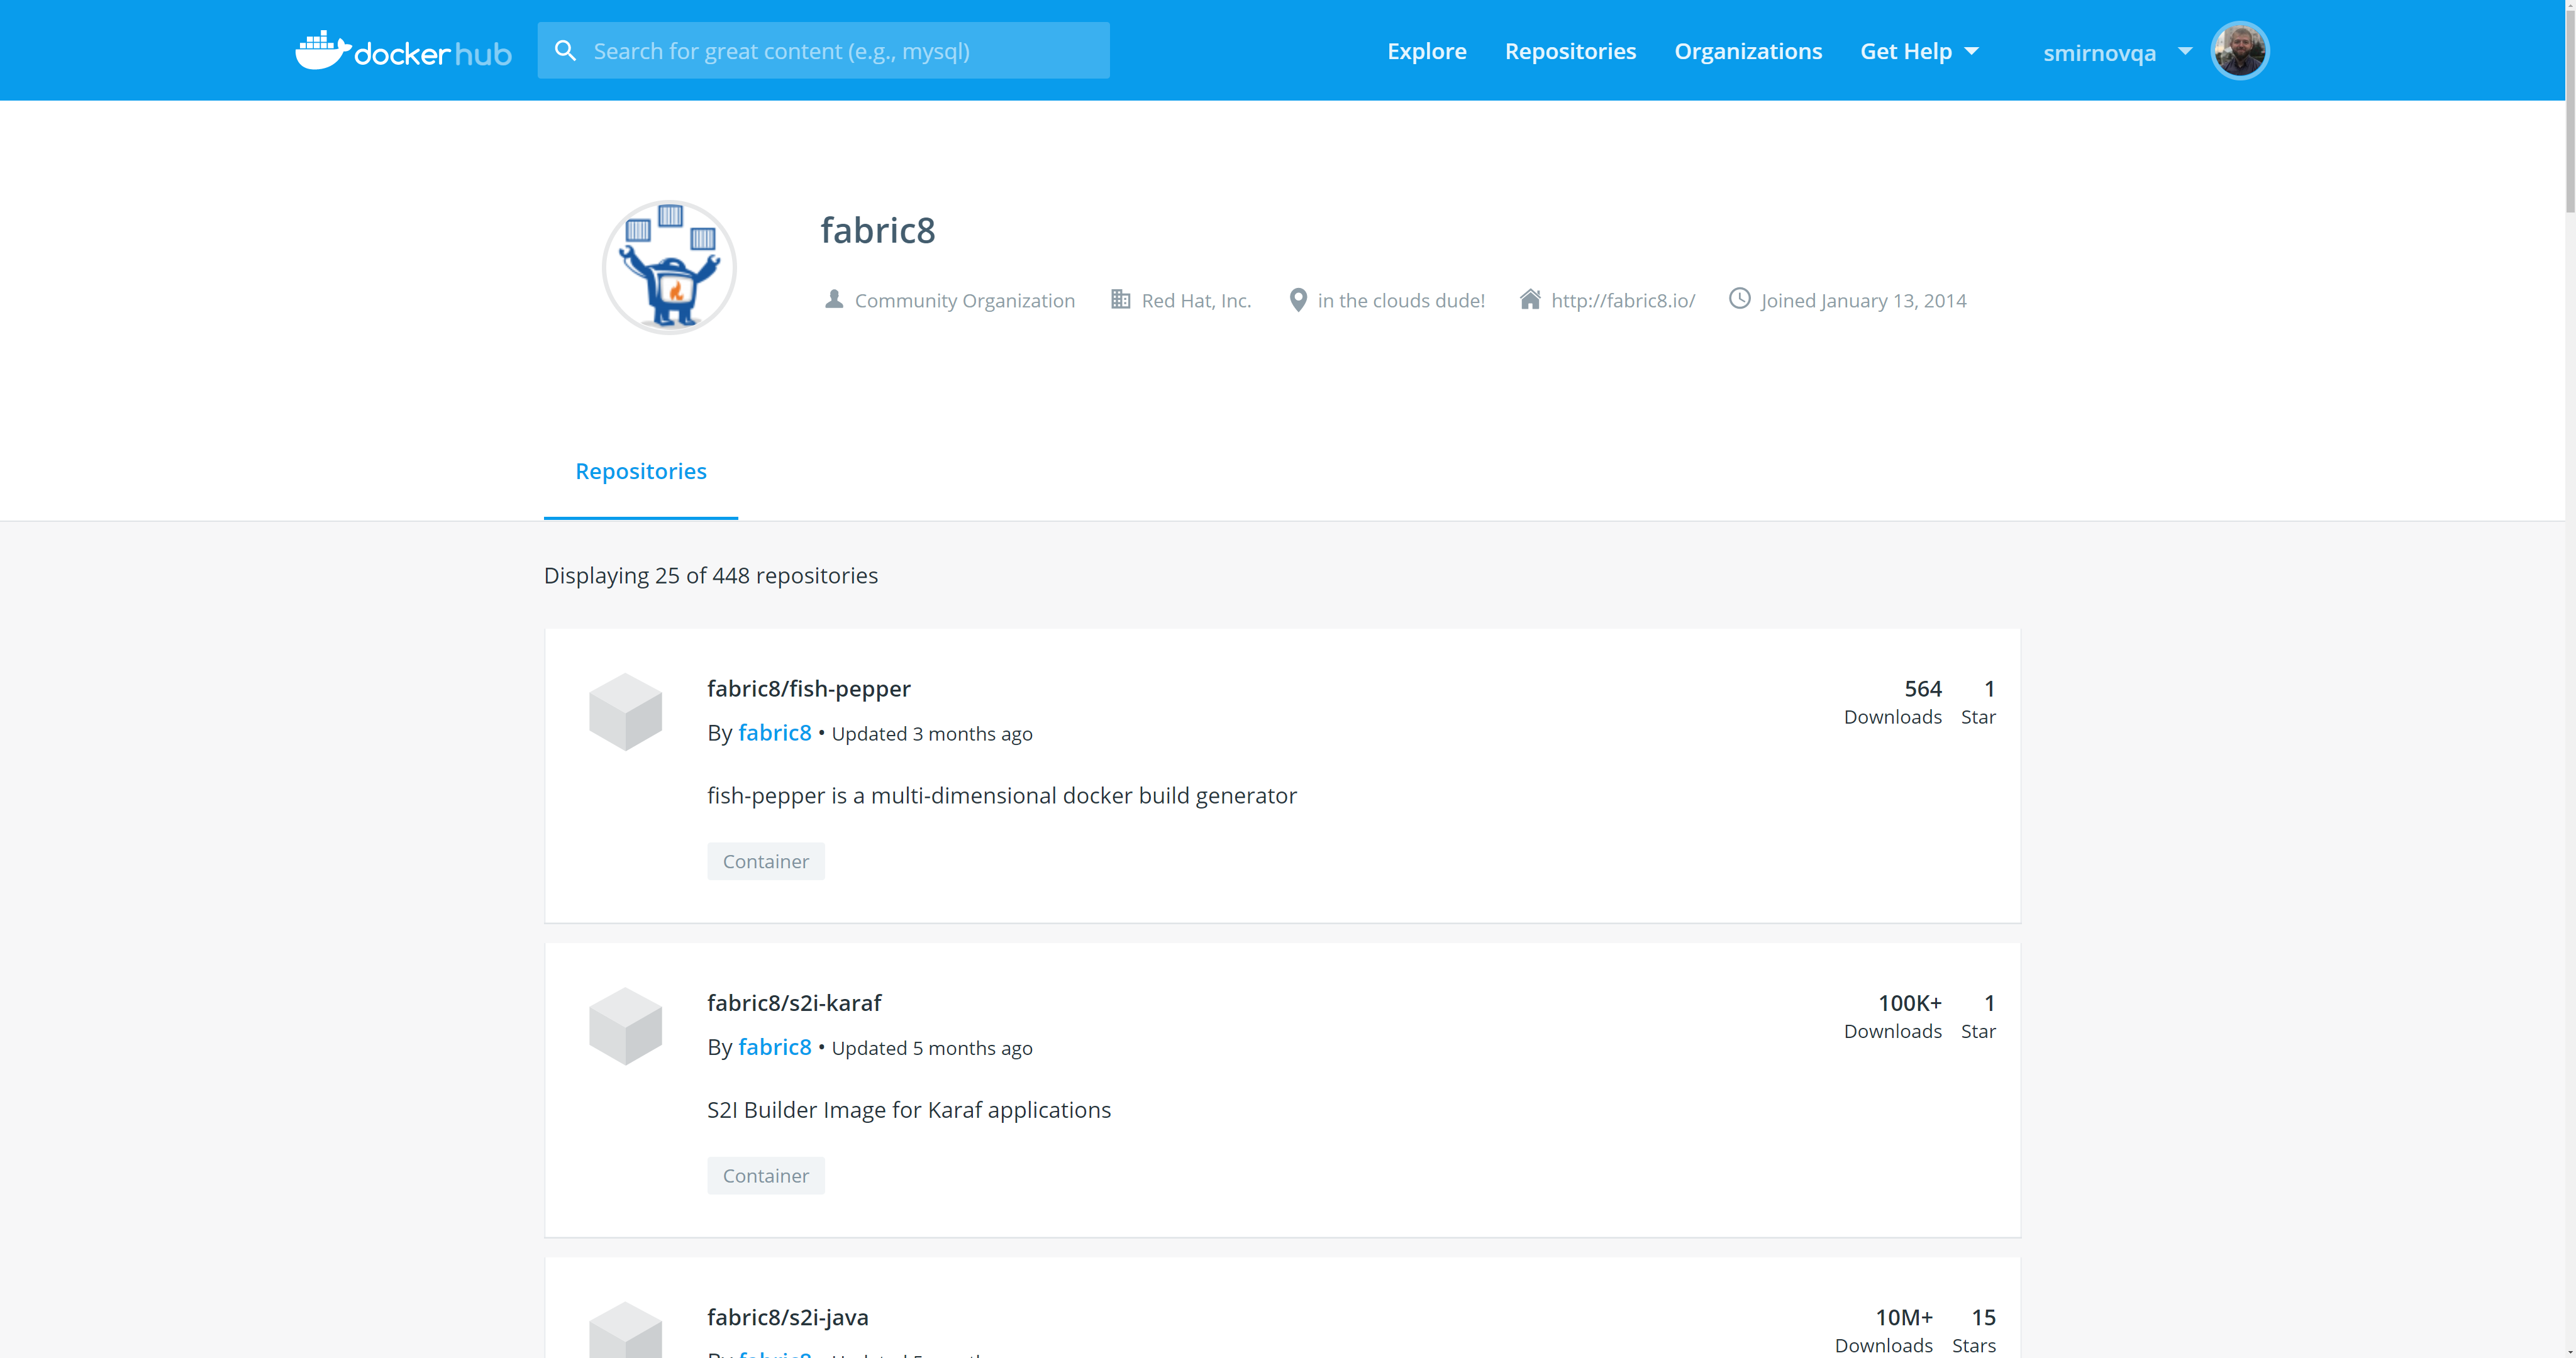 docker hub
Search for great content (e.g., mysql)
Explore Repositories Organizations Get Help smirnovqa
fabric8
Community Organization Red Hat, Inc. in the clouds dude! http://fabric8.io/ Joined January 13, 2014
Repositories
Displaying 25 of 448 repositories
fabric8/fish-pepper
564 1
Downloads Star
By fabric8 • Updated 3 months ago
fish-pepper is a multi-dimensional docker build generator
Container
fabric8/s2i-karaf
100K+ 1
Downloads Star
By fabric8 • Updated 5 months ago
S2I Builder Image for Karaf applications
Container
fabric8/s2i-java
10M+ 15
Downloads Stars